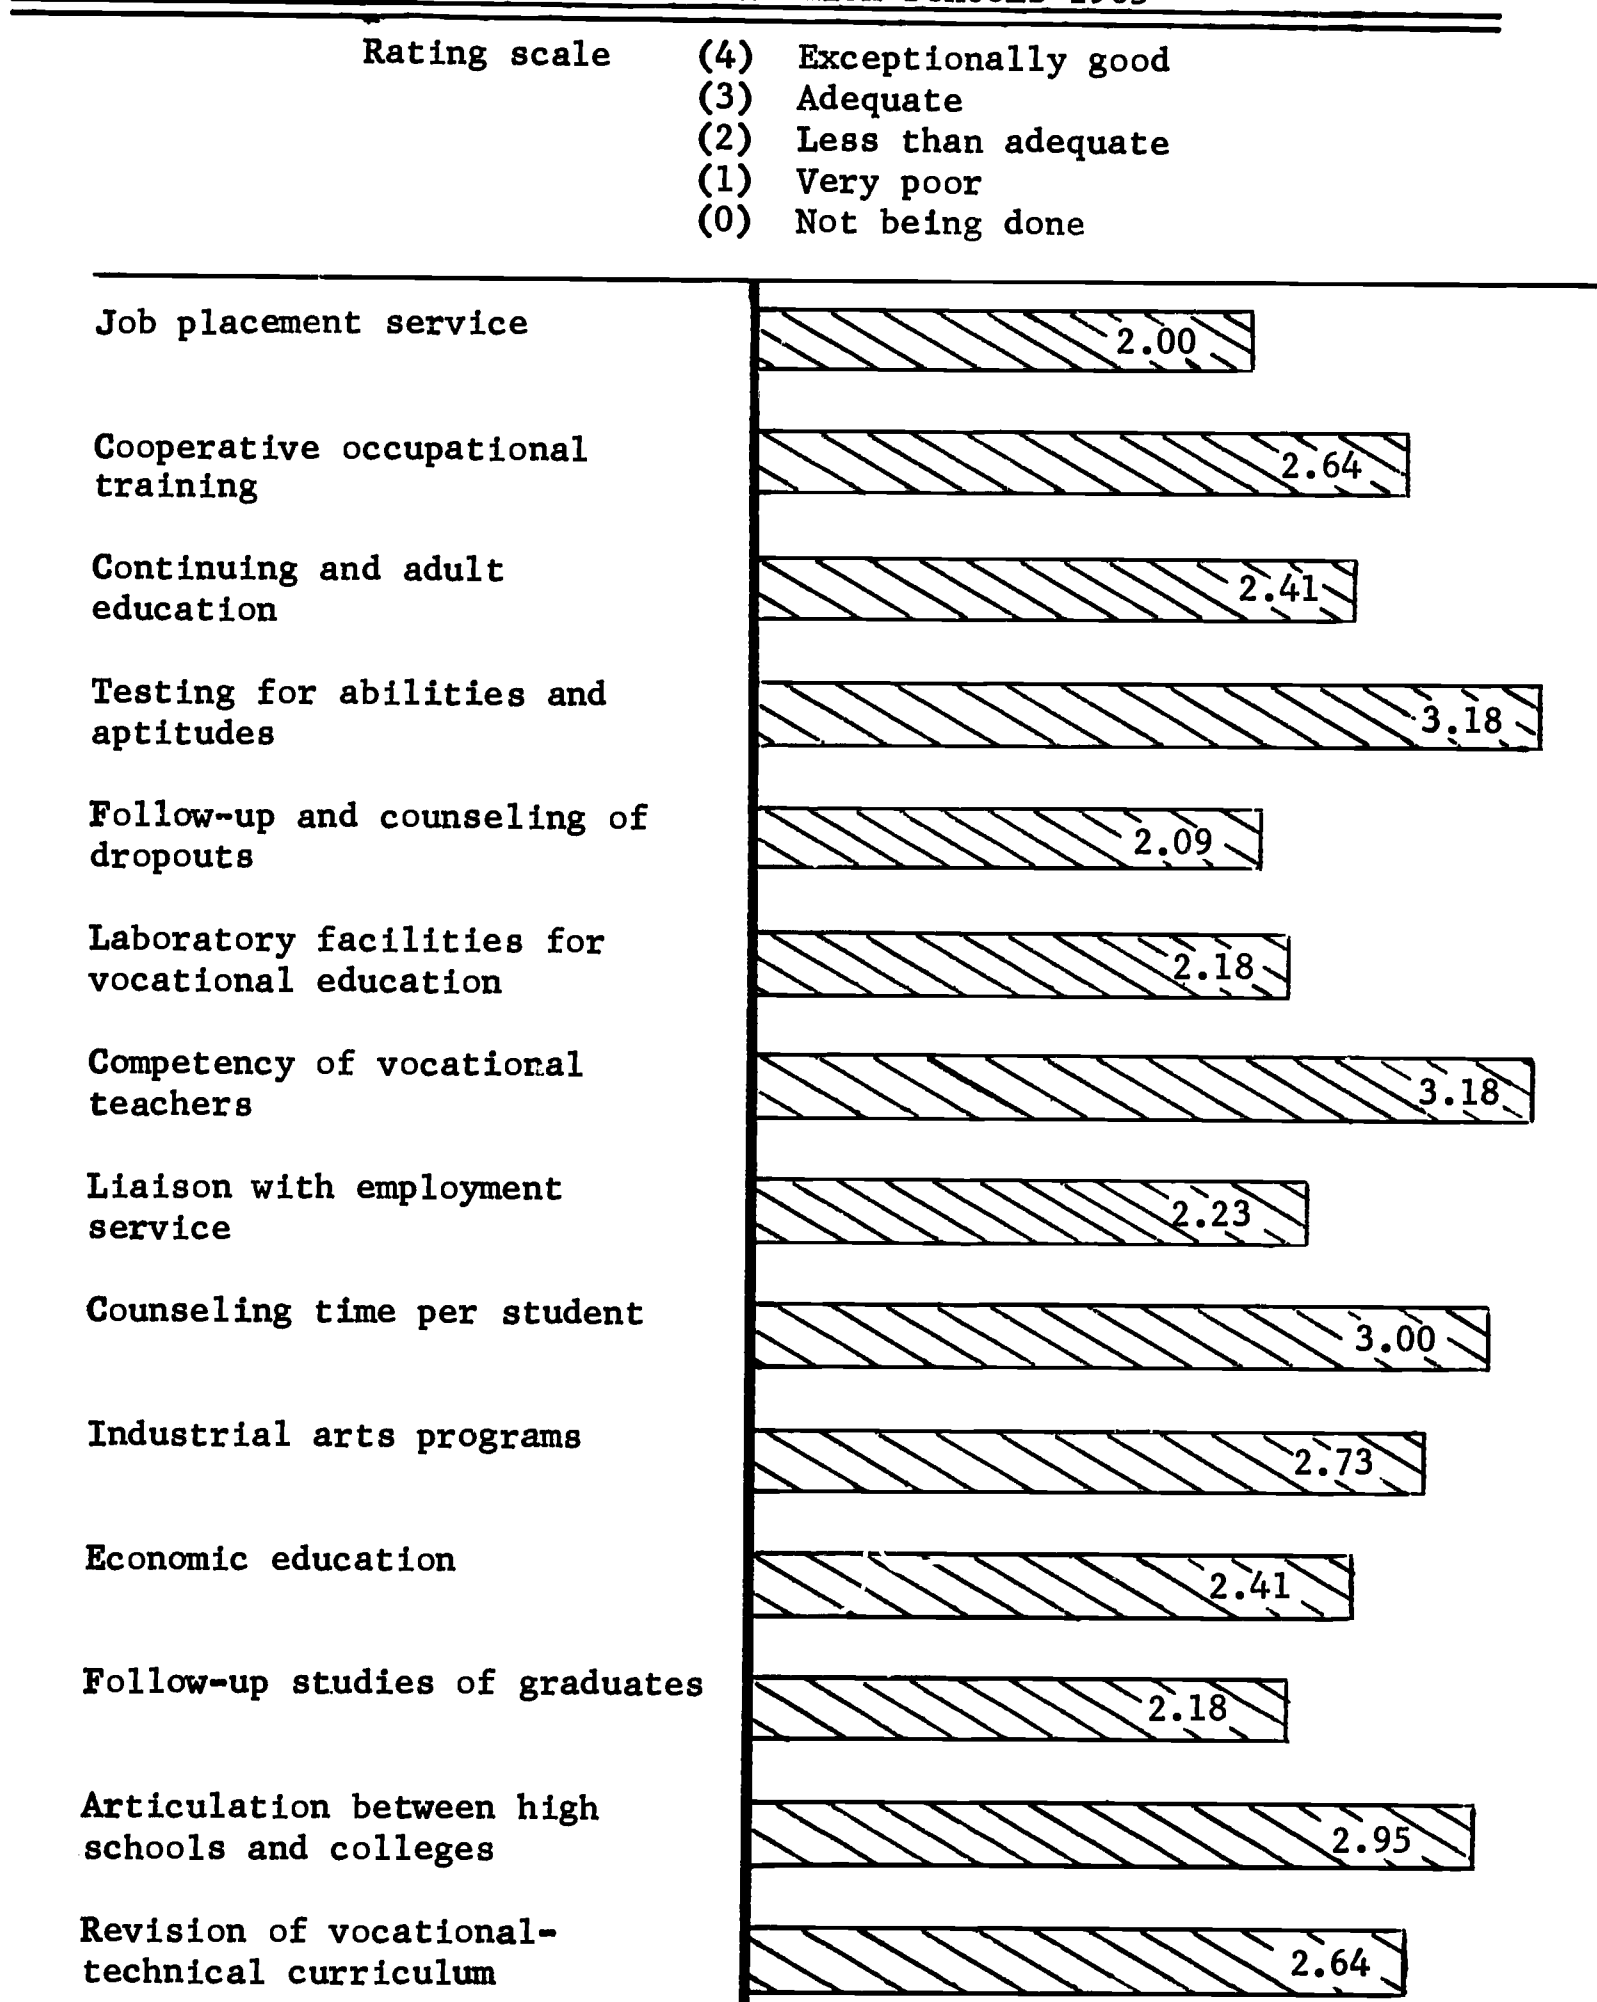 Rating scale (4) Exceptionally good
(3) Adequate
(2) Less than adequate
(1) Very poor
(0) Not being done
Job placement service 2.00
Cooperative occupational
training 2.64
Continuing and adult
education 2.41
Testing for abilities and
aptitudes 3.18
Follow-up and counseling of
dropouts 2.09
Laboratory facilities for
vocational education 2.18
Competency of vocational
teachers 3.18
Liaison with employment
service 2.23
Counseling time per student 3.00
Industrial arts programs 2.73
Economic education 2.41
Follow-up studies of graduates 2.18
Articulation between high
schools and colleges 2.95
Revision of vocational-
technical curriculum 2.64